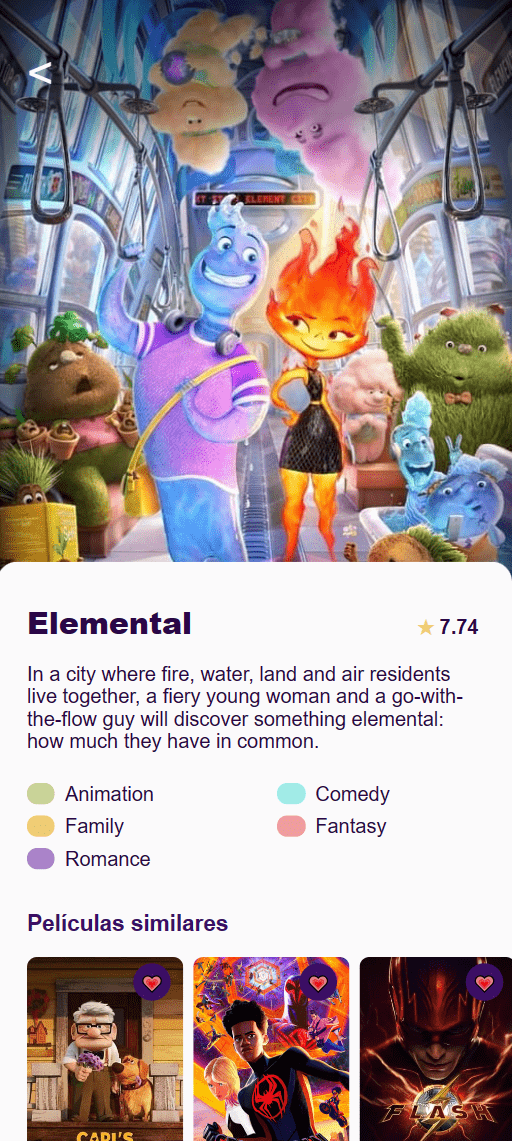 <
ELEMENT CITY
Elemental
★ 7.74
In a city where fire, water, land and air residents
live together, a fiery young woman and a go-with-
the-flow guy will discover something elemental:
how much they have in common.
Animation
Comedy
Family
Fantasy
Romance
Películas similares
CARL'S
FLASH